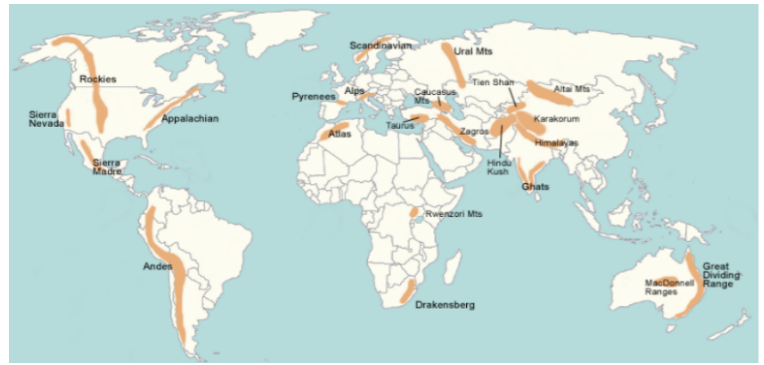 Scandinavian
Ural Mts
Rockies
Tien Shan
Altai Mts
Alps
Caucasus
Mts
Pyrenees
Sierra
Nevada
Appalachian
Karakorum
Taurus
Zagros
Atlas
Himalayas
Sierra
Madre
Hindu
Kush
Ghats
Rwenzori Mts
Andes
Great
Dividing
Range
MacDonnell
Ranges
Drakensberg